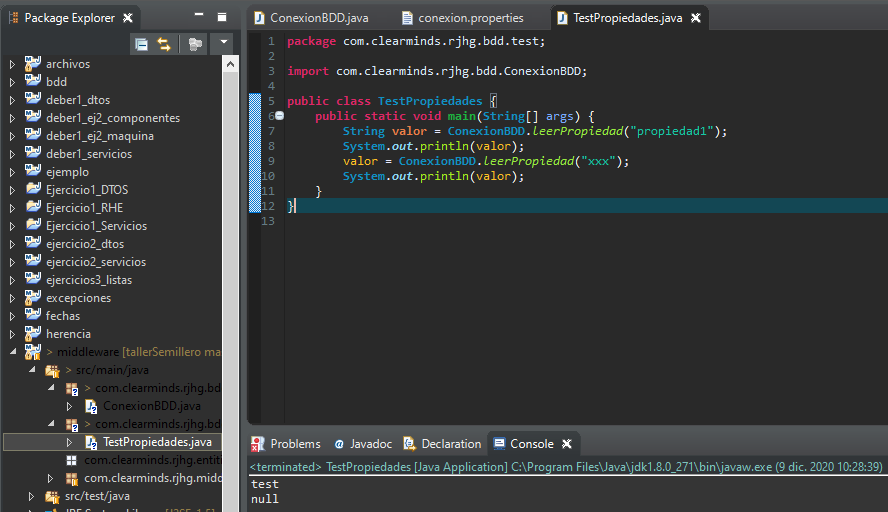 Package Explorer
archivos
bdd
deber1_dtos
deber1_ej2_componentes
deber1_ej2_maquina
deber1_servicios
ejemplo
Ejercicio1_DTOS
Ejercicio1_RHE
Ejercicio1_Servicios
ejercicio2_dtos
ejercicio2_servicios
ejercicios3_listas
excepciones
fechas
herencia
> middleware [tallerSemillero ma
> src/main/java
> com.clearminds.rjhg.bd
ConexionBDD.java
> com.clearminds.rjhg.bd
TestPropiedades.java
com.clearminds.rjhg.entiti
com.clearminds.rjhg.mid
src/test/java
ConexionBDD.java
conexion.properties
TestPropiedades.java
1 package com.clearminds.rjhg.bdd.test;
2
3 import com.clearminds.rjhg.bdd.ConexionBDD;
4
5 public class TestPropiedades {
6 public static void main(String[] args) {
7 String valor = ConexionBDD.leerPropiedad("propiedad1");
8 System.out.println(valor);
9 valor = ConexionBDD.leerPropiedad("xxx");
10 System.out.println(valor);
11 }
12 }
13
Problems @ Javadoc Declaration Console
<terminated> TestPropiedades [Java Application] C:\Program Files\Java\jdk1.8.0_271\bin\javaw.exe (9 dic. 2020 10:28:39)
test
null